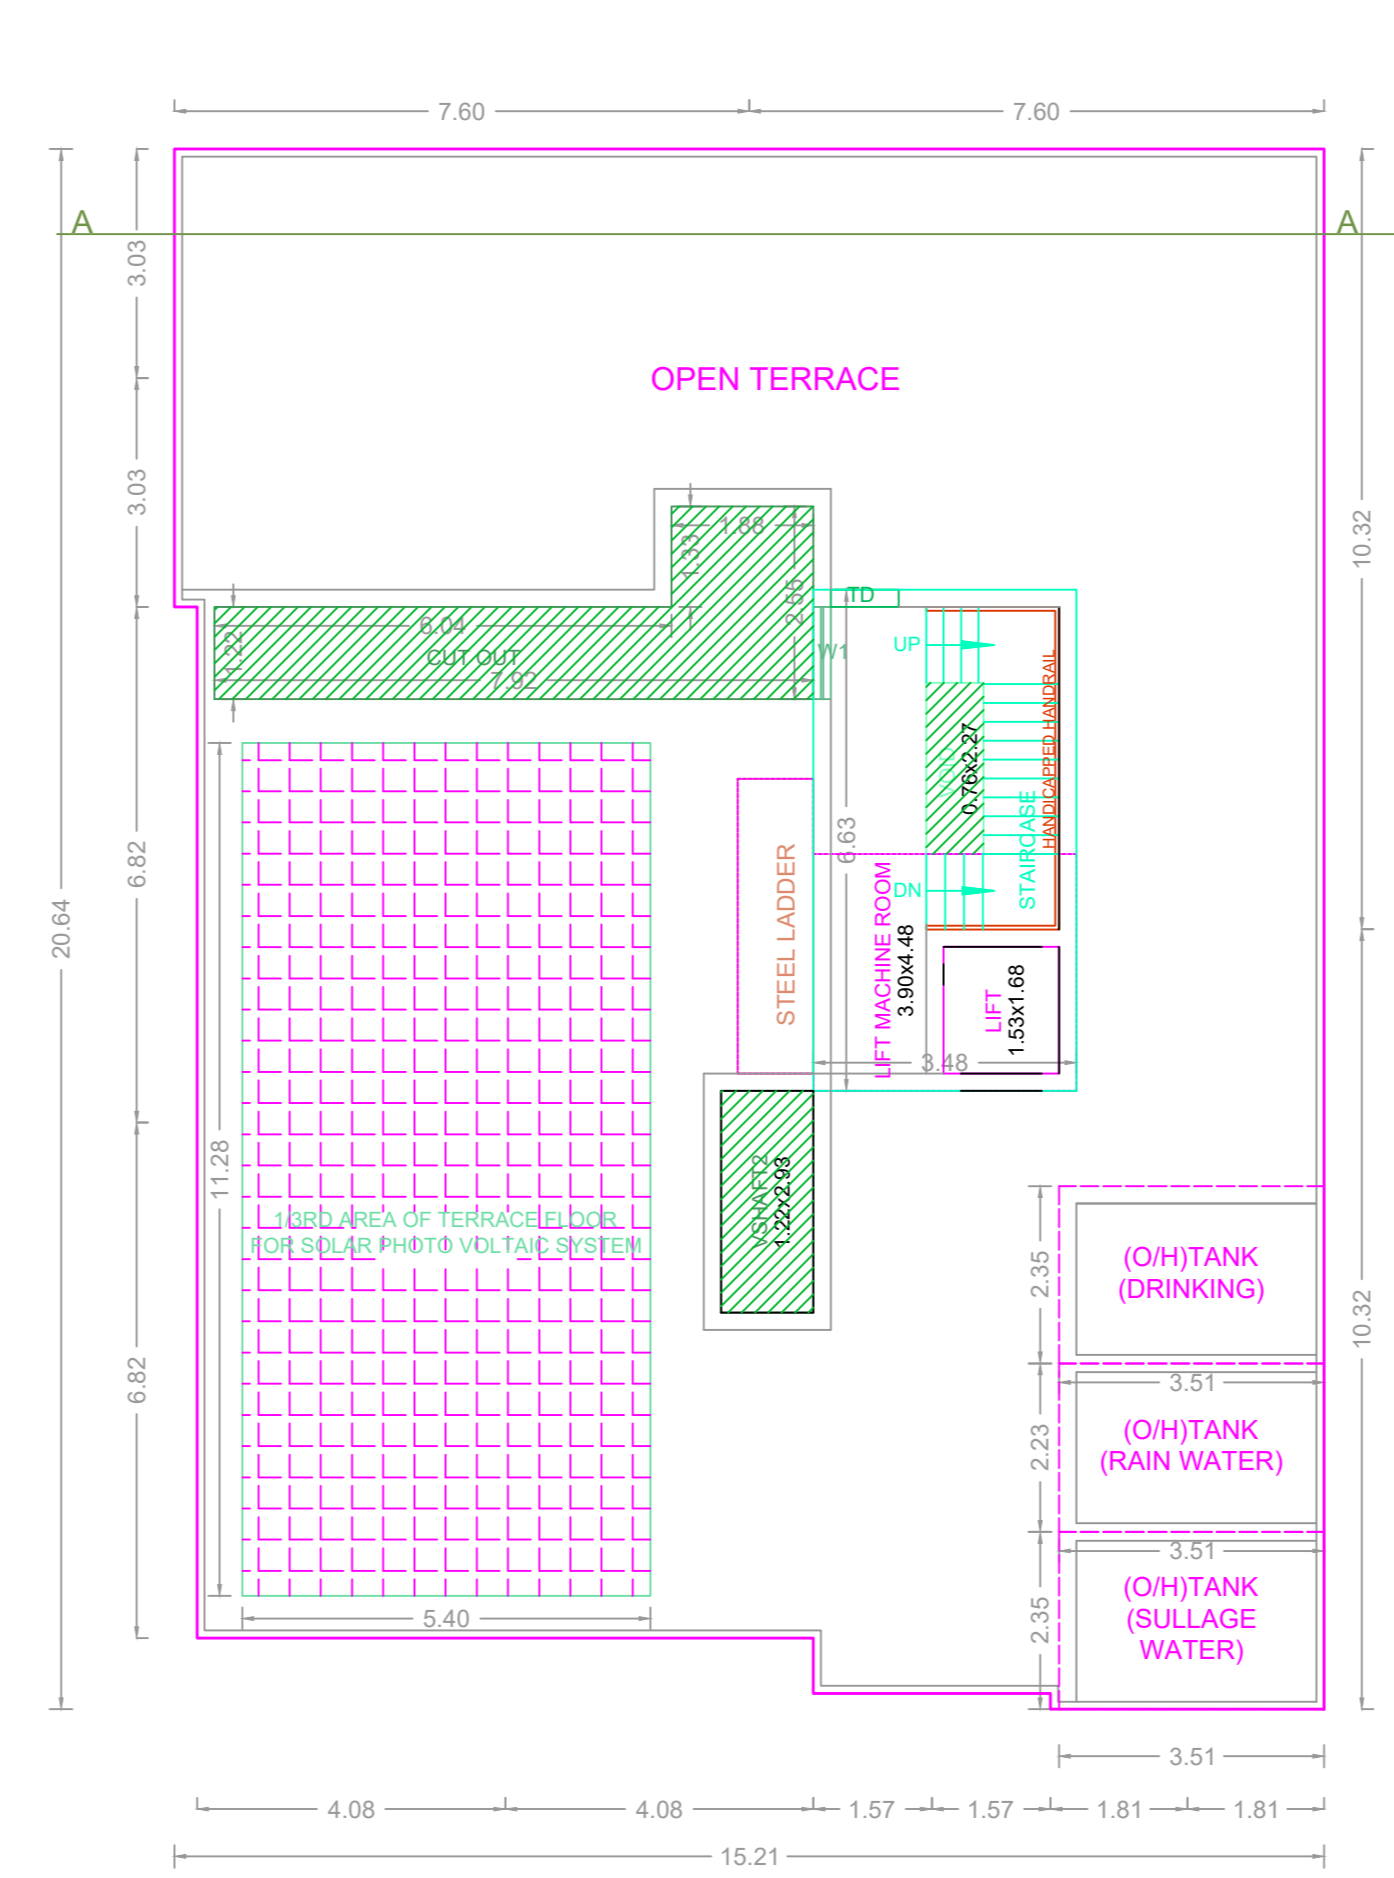 7.60
7.60
A
A
3.03
OPEN TERRACE
3.03
10.32
1.88
1.33
2.55
TD
6.04
1.22
CUT OUT
7.92
W1
UP
HANDICAPPED HANDRAIL
0.76x2.27
STAIRCASE
6.63
6.82
20.64
STEEL LADDER
LIFT MACHINE ROOM
3.90x4.48
DN
LIFT
1.53x1.68
3.48
11.28
VSHAFT2
1.22x2.93
1/3RD AREA OF TERRACE FLOOR
FOR SOLAR PHOTO VOLTAIC SYSTEM
2.35
(O/H)TANK
(DRINKING)
10.32
6.82
3.51
2.23
(O/H)TANK
(RAIN WATER)
3.51
2.35
(O/H)TANK
(SULLAGE
WATER)
5.40
3.51
4.08
4.08
1.57
1.57
1.81
1.81
15.21